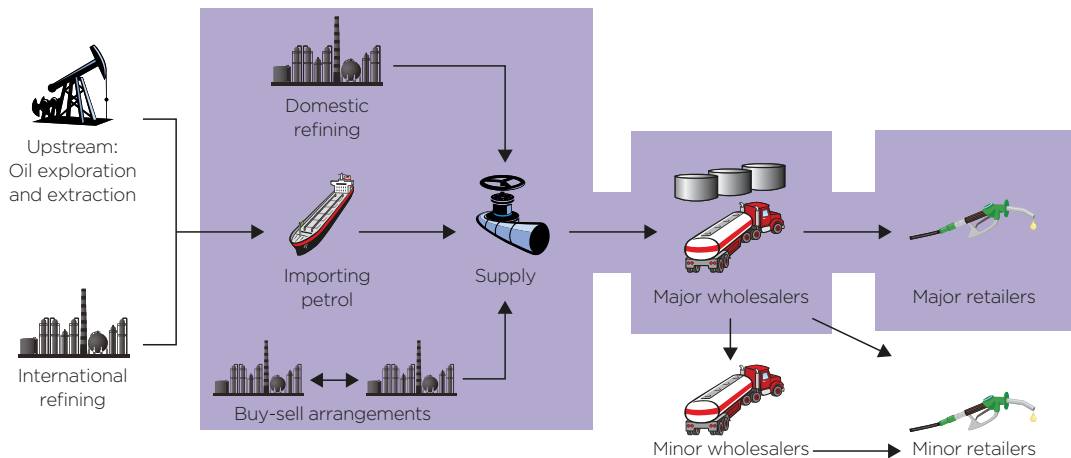 Upstream:
Oil exploration
and extraction
International
refining
Domestic
refining
Importing
petrol
Buy-sell arrangements
Supply
Major wholesalers
Minor wholesalers
Major retailers
Minor retailers